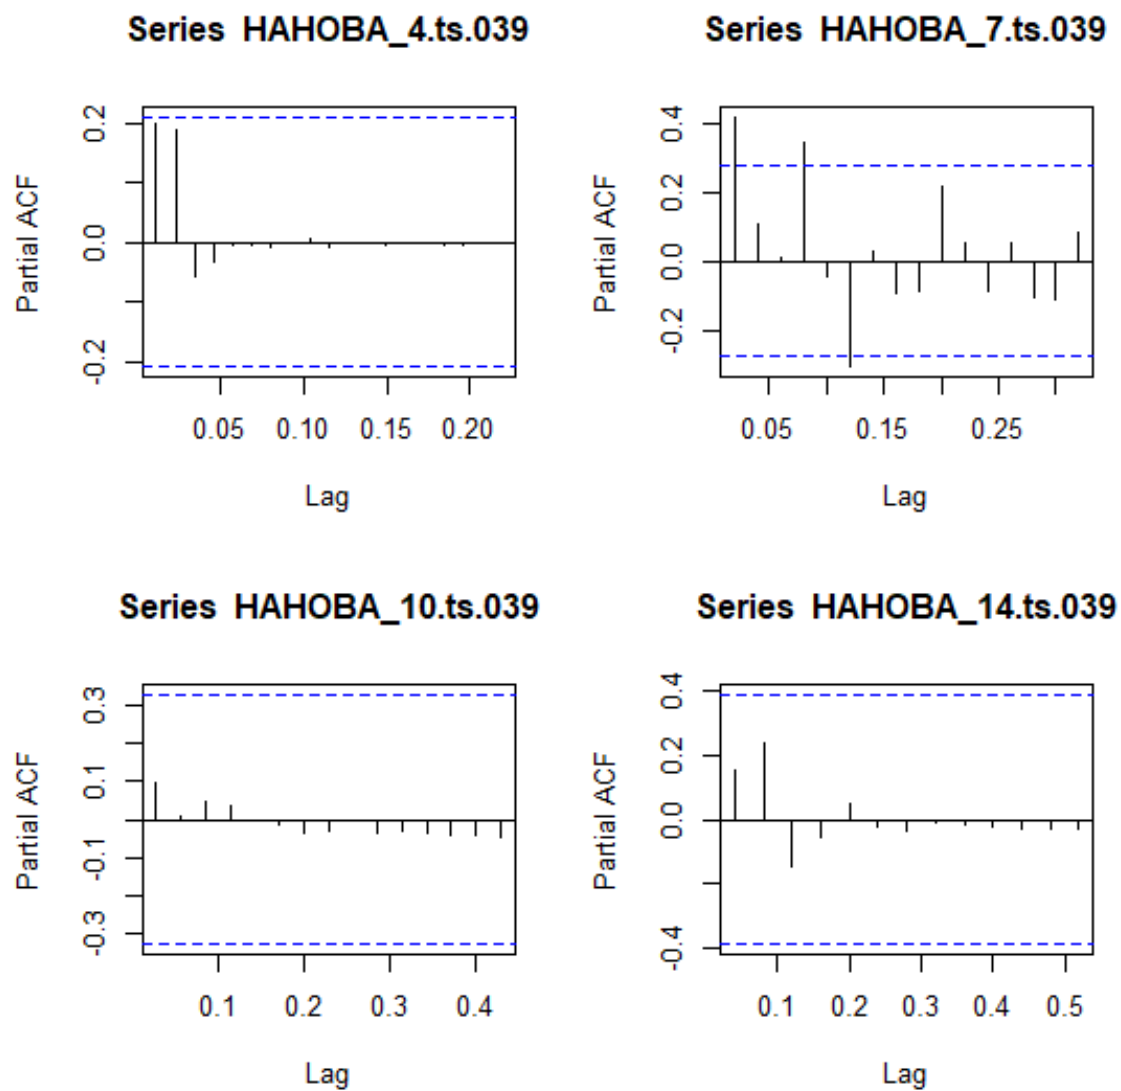 Series HAHOBA_4.ts.039
Partial ACF
0.2
0.0
-0.2
0.05 0.10 0.15 0.20
Lag
Series HAHOBA_7.ts.039
Partial ACF
0.4
0.2
0.0
-0.2
0.05 0.15 0.25
Lag
Series HAHOBA_10.ts.039
Partial ACF
0.3
0.1
-0.1
-0.3
0.1 0.2 0.3 0.4
Lag
Series HAHOBA_14.ts.039
Partial ACF
0.4
0.2
0.0
-0.4
0.1 0.2 0.3 0.4 0.5
Lag